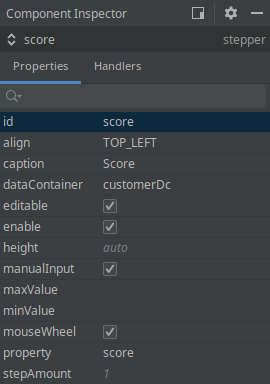 Component Inspector
score stepper
Properties Handlers
id score
align TOP_LEFT
caption Score
dataContainer customerDc
editable
enable
height auto
manualInput
maxValue
minValue
mouseWheel
property score
stepAmount 1